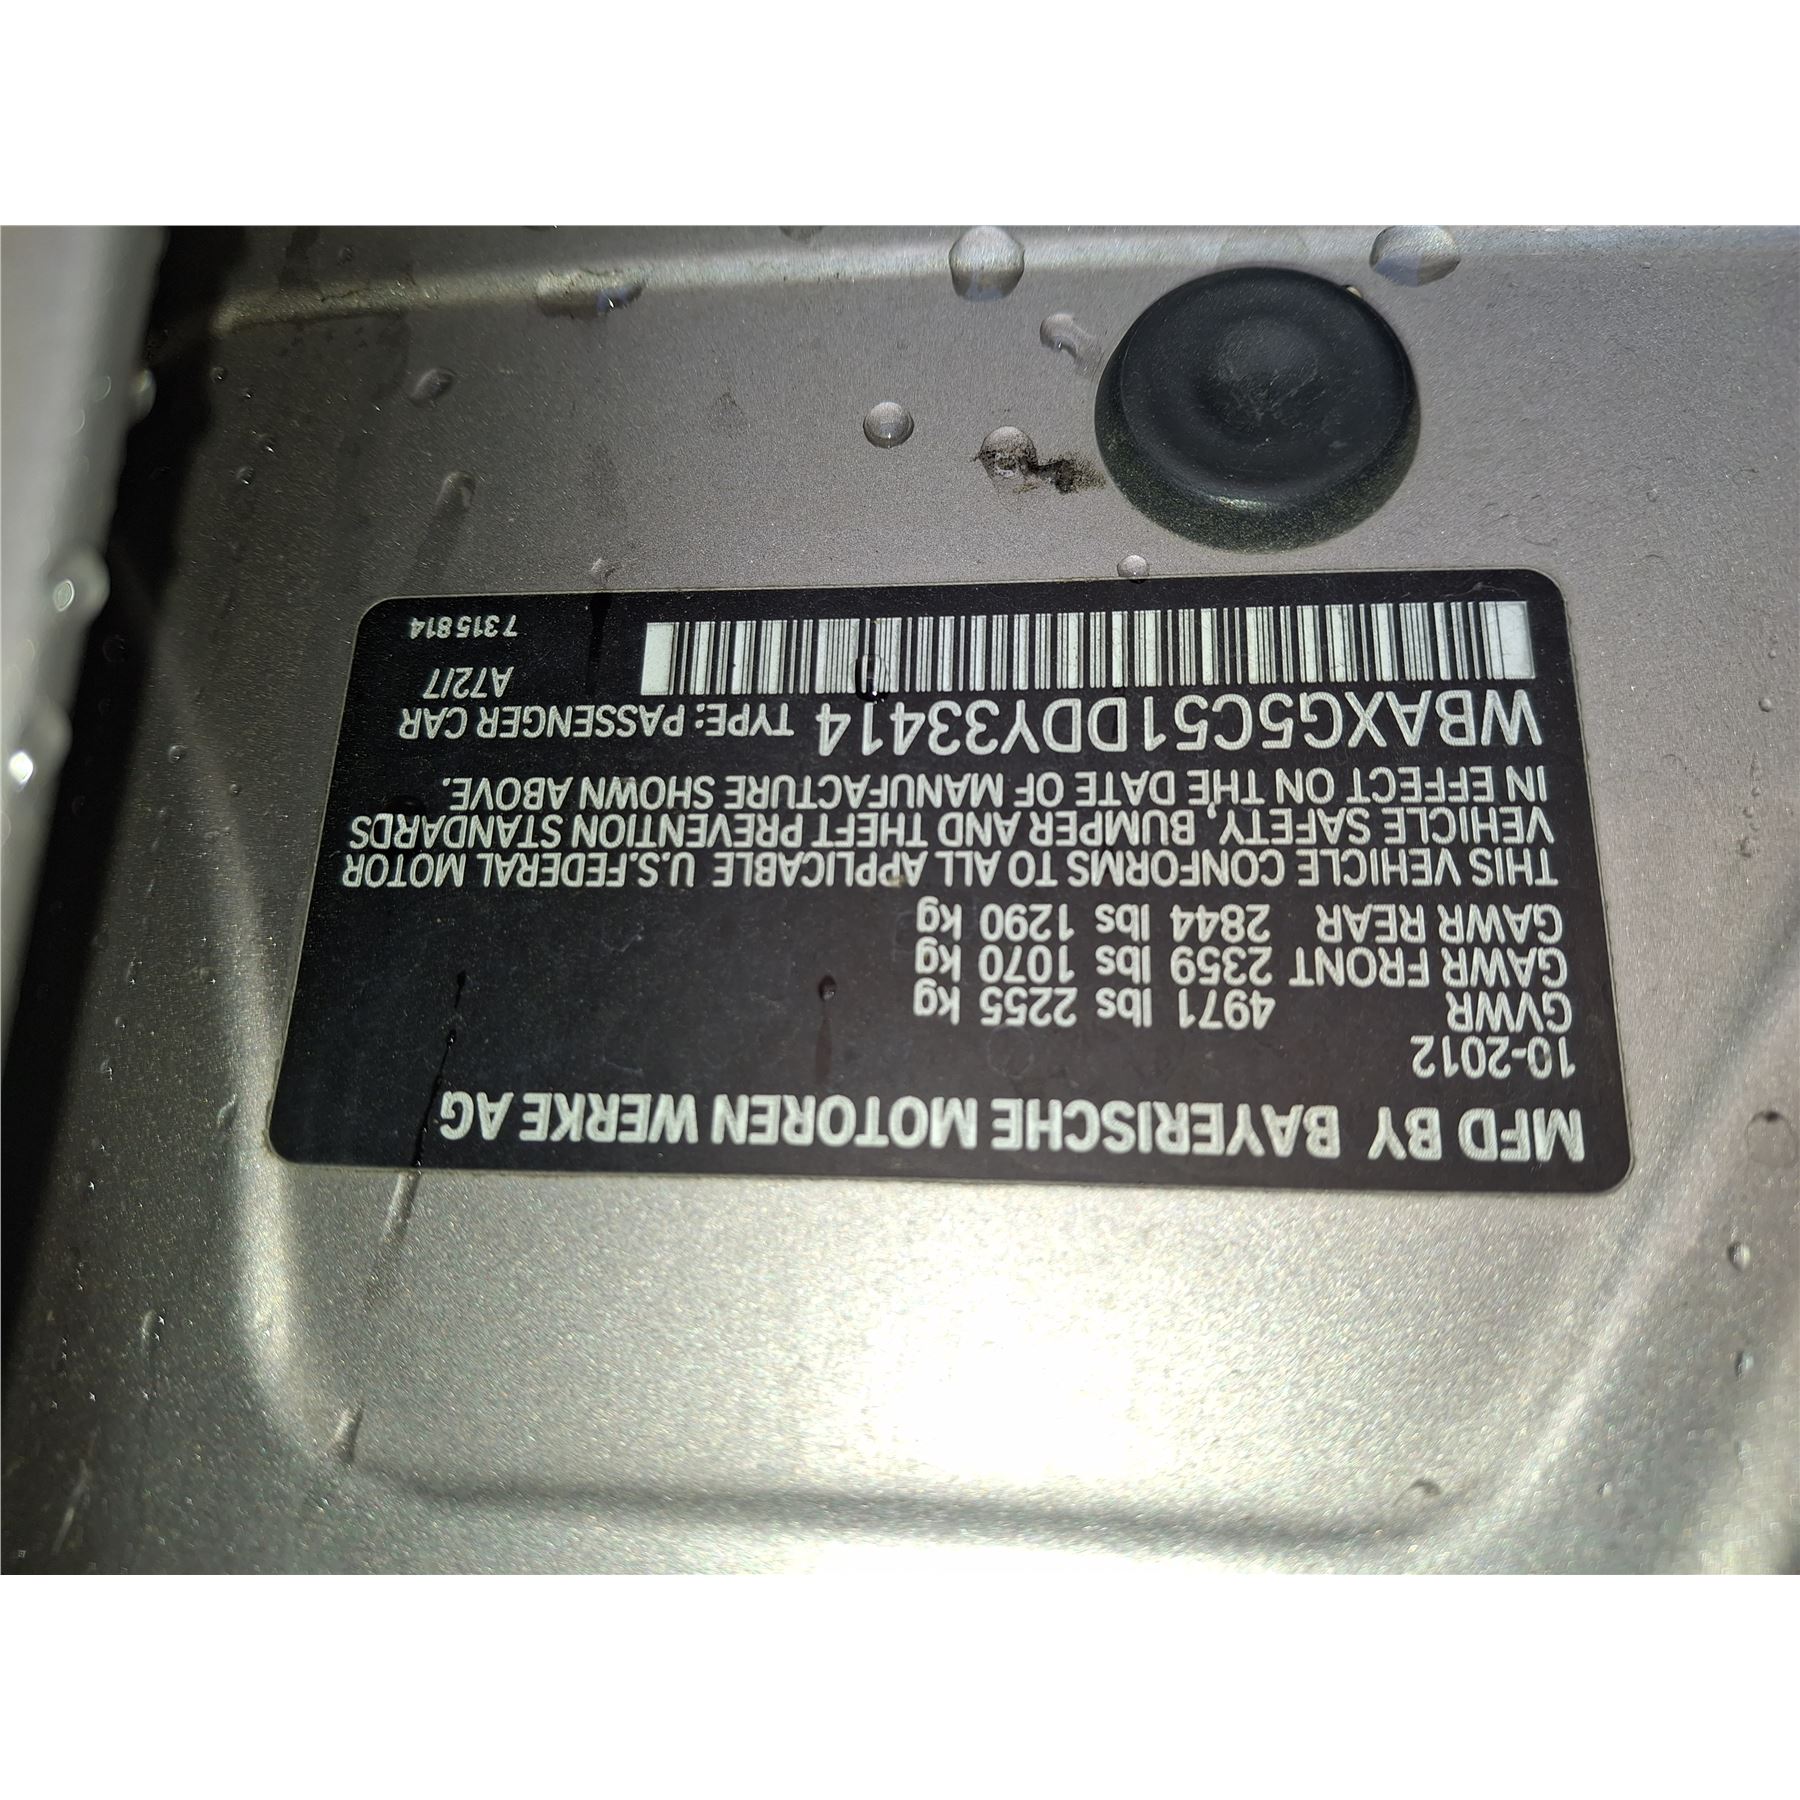 MFD BY BAYERISCHE MOTOREN WERKE AG
10-2012
GVWR 4971 lbs 2255 kg
GAWR FRONT 2359 lbs 1070 kg
GAWR REAR 2844 lbs 1290 kg
THIS VEHICLE CONFORMS TO ALL APPLICABLE U.S.FEDERAL MOTOR
VEHICLE SAFETY, BUMPER AND THEFT PREVENTION STANDARDS
IN EFFECT ON THE DATE OF MANUFACTURE SHOWN ABOVE.
WBAXG5C51DDY33414 TYPE: PASSENGER CAR
A72/7
7315814